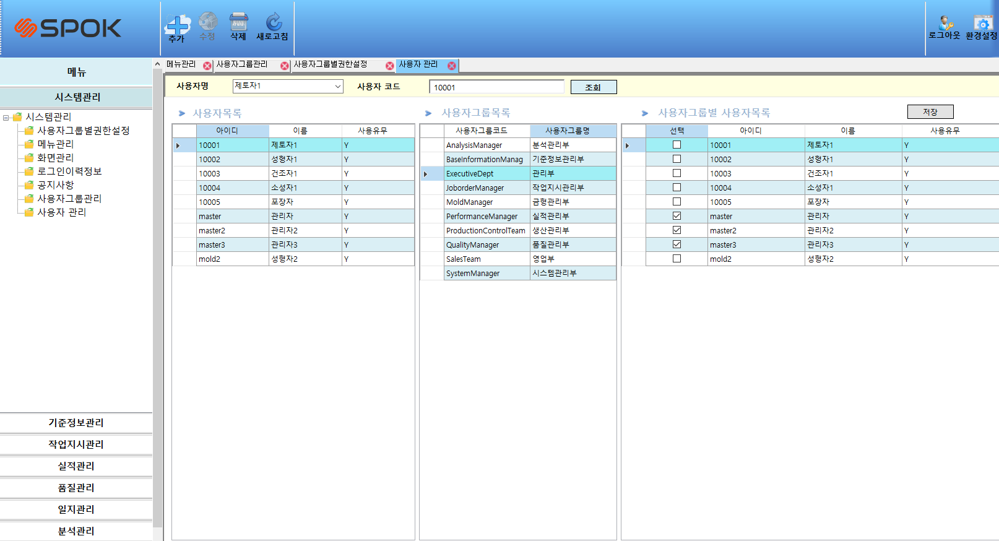 SPOK
추가 수정 삭제 새로고침 로그아웃 환경설정
메뉴
시스템관리
시스템관리
사용자그룹별권한설정
메뉴관리
화면관리
로그인이력정보
공지사항
사용자그룹관리
사용자 관리
기준정보관리
작업지시관리
실적관리
품질관리
일지관리
분석관리
메뉴관리 사용자그룹관리 사용자그룹별권한설정 사용자 관리
사용자명 제토자1 사용자 코드 10001 조회
사용자목록
아이디 이름 사용유무
10001 제토자1 Y
10002 성형자1 Y
10003 건조자1 Y
10004 소성자1 Y
10005 포장자 Y
master 관리자 Y
master2 관리자2 Y
master3 관리자3 Y
mold2 성형자2 Y
사용자그룹목록
사용자그룹코드 사용자그룹명
AnalysisManager 분석관리부
BaseInformationManag 기준정보관리부
ExecutiveDept 관리부
JoborderManager 작업지시관리부
MoldManager 금형관리부
PerformanceManager 실적관리부
ProductionControlTeam 생산관리부
QualityManager 품질관리부
SalesTeam 영업부
SystemManager 시스템관리부
사용자그룹별 사용자목록 저장
선택 아이디 이름 사용유무
10001 제토자1 Y
10002 성형자1 Y
10003 건조자1 Y
10004 소성자1 Y
10005 포장자 Y
master 관리자 Y
master2 관리자2 Y
master3 관리자3 Y
mold2 성형자2 Y